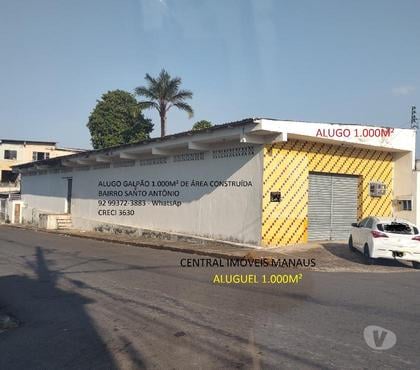 ALUGO 1.000M²
ALUGO GALPÃO 1.000M² DE ÁREA CONSTRUÍDA
BAIRRO SANTO ANTÔNIO
92 99372-3883 - WhatsAp
CRECI 3630
CENTRAL IMOVEIS MANAUS
ALUGUEL 1.000M²